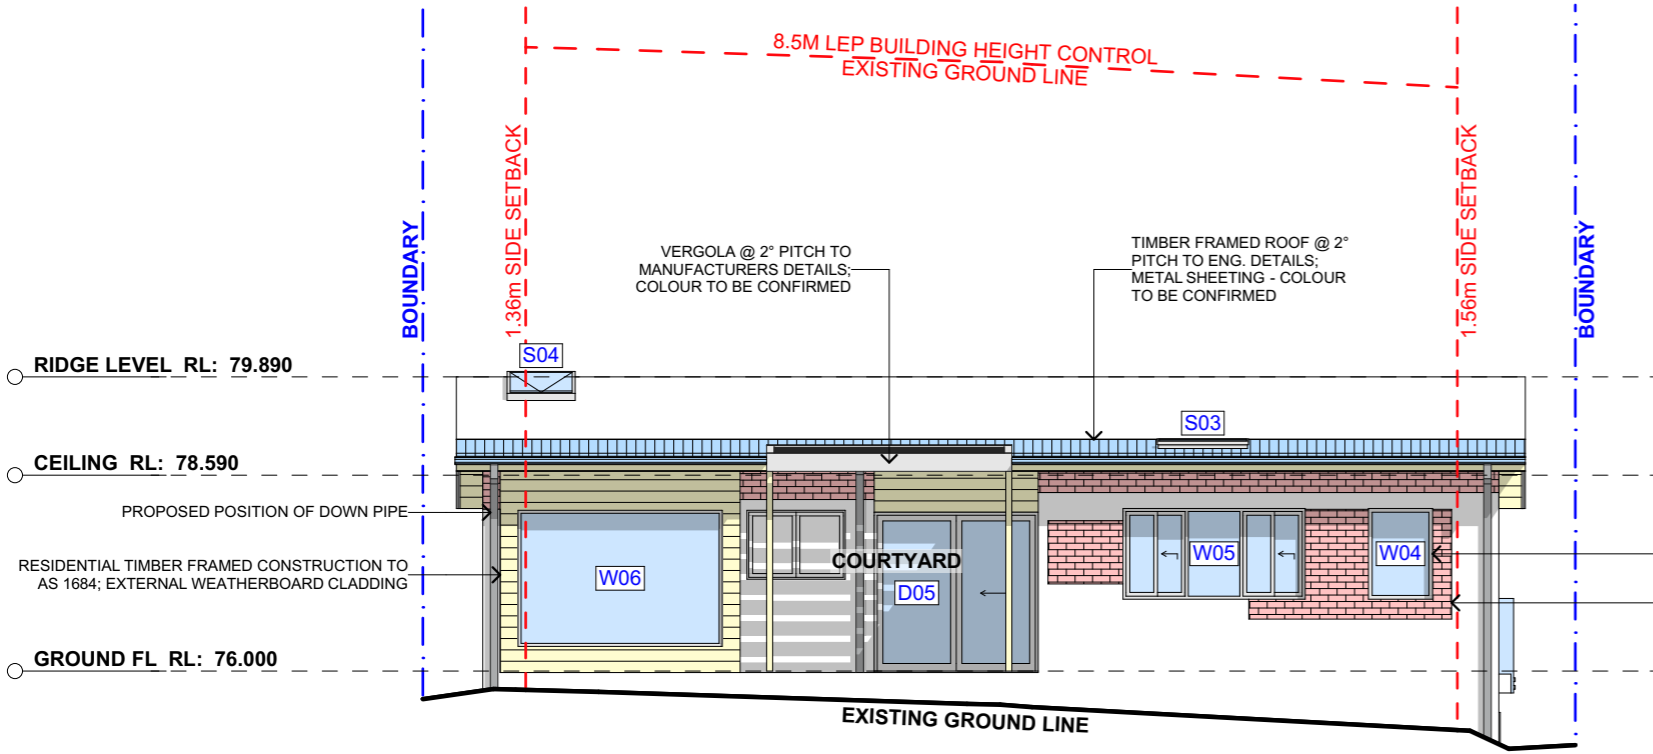 8.5M LEP BUILDING HEIGHT CONTROL
EXISTING GROUND LINE
BOUNDARY
1.36m SIDE SETBACK
VERGOLA @ 2° PITCH TO
MANUFACTURERS DETAILS;
COLOUR TO BE CONFIRMED
TIMBER FRAMED ROOF @ 2°
PITCH TO ENG. DETAILS;
METAL SHEETING - COLOUR
TO BE CONFIRMED
1.56m SIDE SETBACK
BOUNDARY
RIDGE LEVEL RL: 79.890
S04
S03
CEILING RL: 78.590
PROPOSED POSITION OF DOWN PIPE
RESIDENTIAL TIMBER FRAMED CONSTRUCTION TO
AS 1684; EXTERNAL WEATHERBOARD CLADDING
W06
COURTYARD
D05
W05
W04
GROUND FL RL: 76.000
EXISTING GROUND LINE